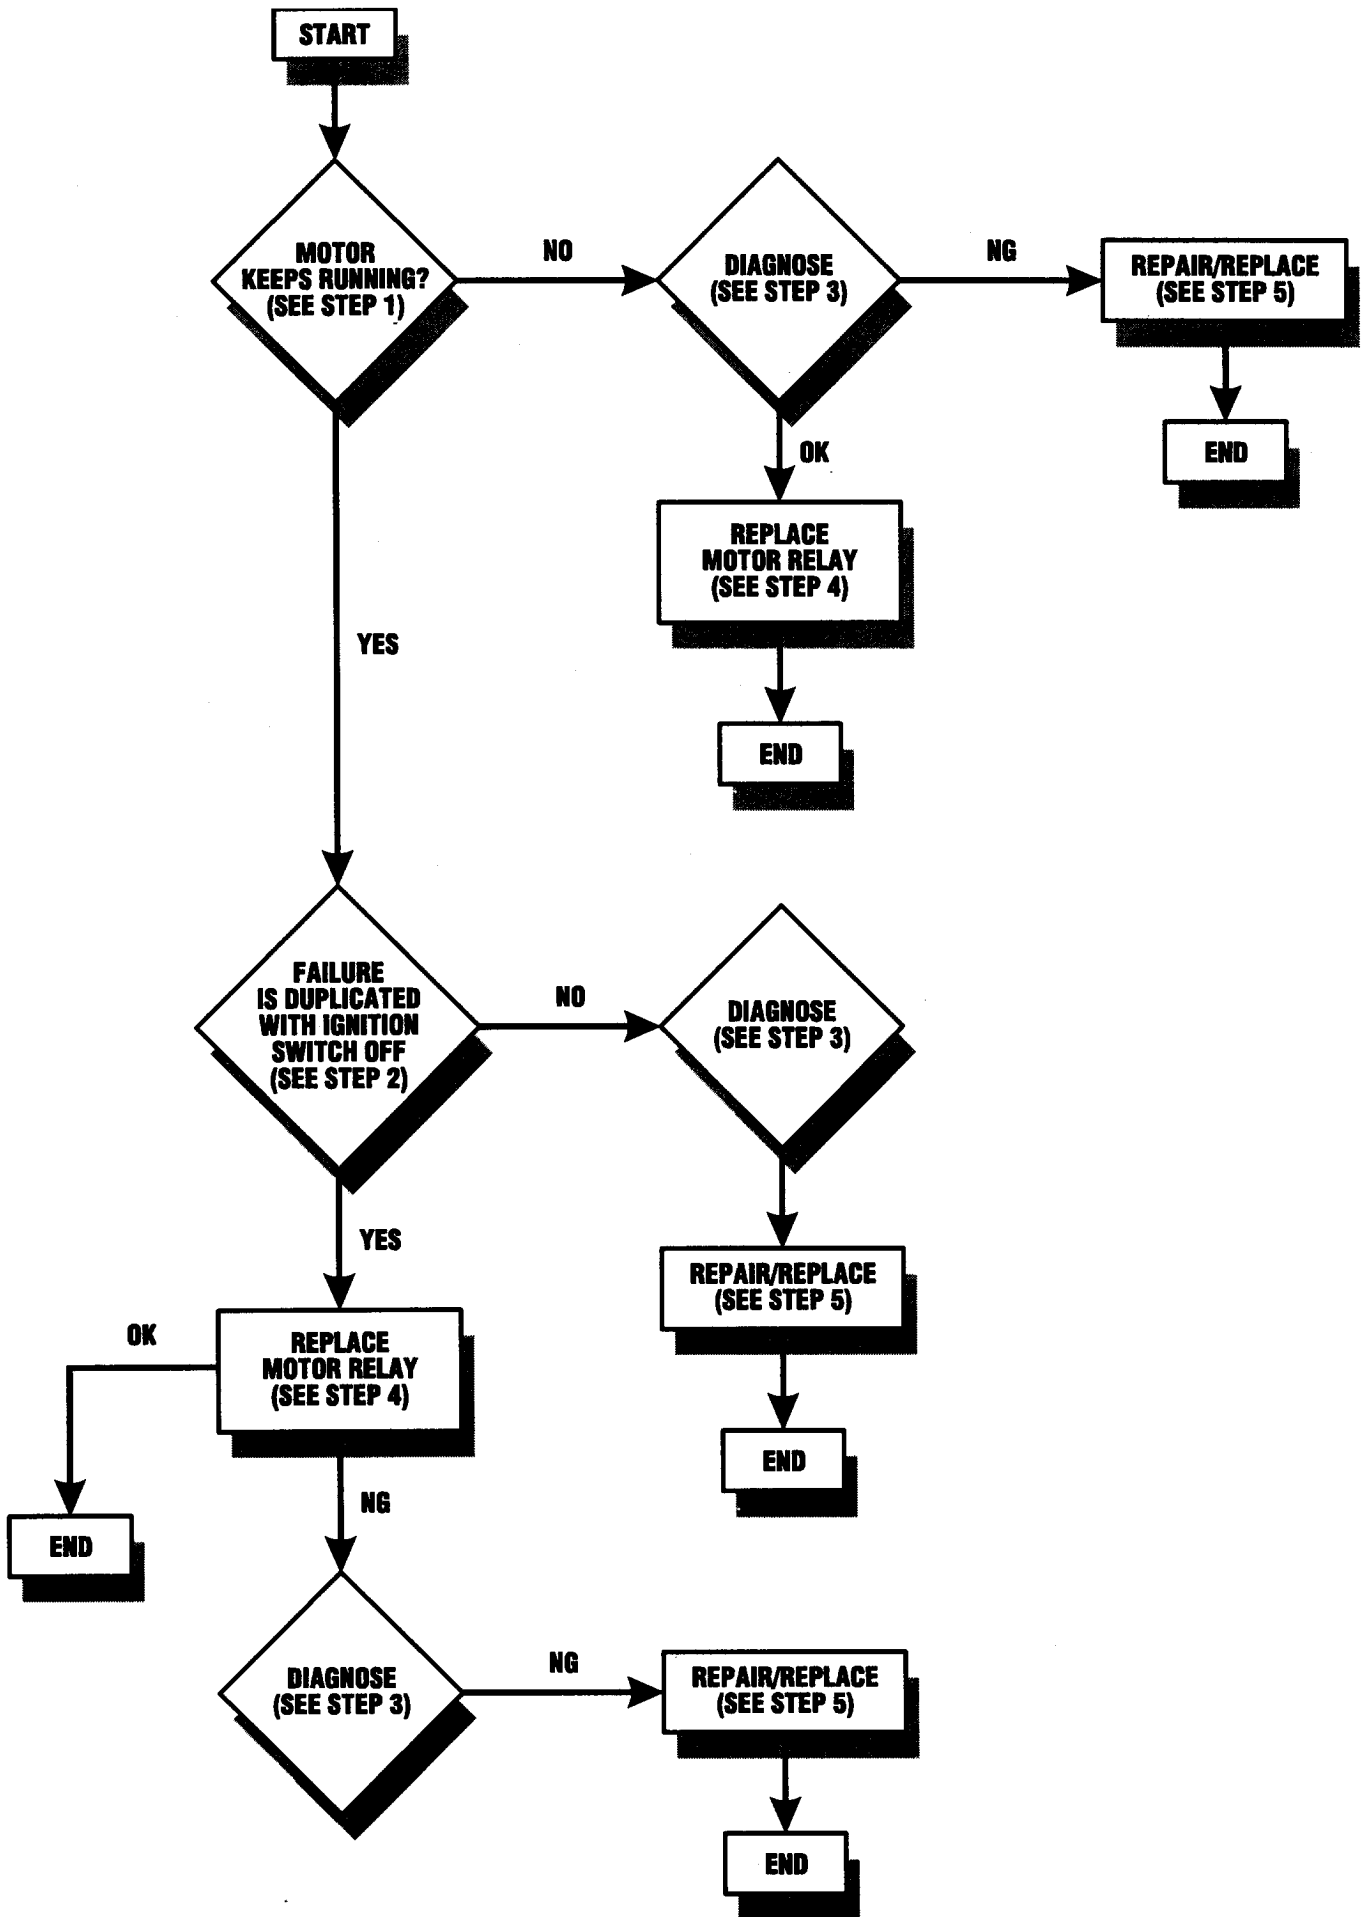 START
MOTOR
KEEPS RUNNING?
(SEE STEP 1)
NO
DIAGNOSE
(SEE STEP 3)
NG
REPAIR/REPLACE
(SEE STEP 5)
END
OK
REPLACE
MOTOR RELAY
(SEE STEP 4)
END
YES
FAILURE
IS DUPLICATED
WITH IGNITION
SWITCH OFF
(SEE STEP 2)
NO
DIAGNOSE
(SEE STEP 3)
REPAIR/REPLACE
(SEE STEP 5)
END
YES
REPLACE
MOTOR RELAY
(SEE STEP 4)
OK
END
NG
DIAGNOSE
(SEE STEP 3)
NG
REPAIR/REPLACE
(SEE STEP 5)
END